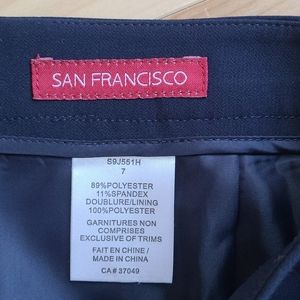 SAN FRANCISCO
S9J551H
7
89%POLYESTER
11%SPANDEX
DOUBLURE/LINING
100%POLYESTER
GARNITURES NON
COMPRISES
EXCLUSIVE OF TRIMS
FAIT EN CHINE /
MADE IN CHINA
CA# 37049